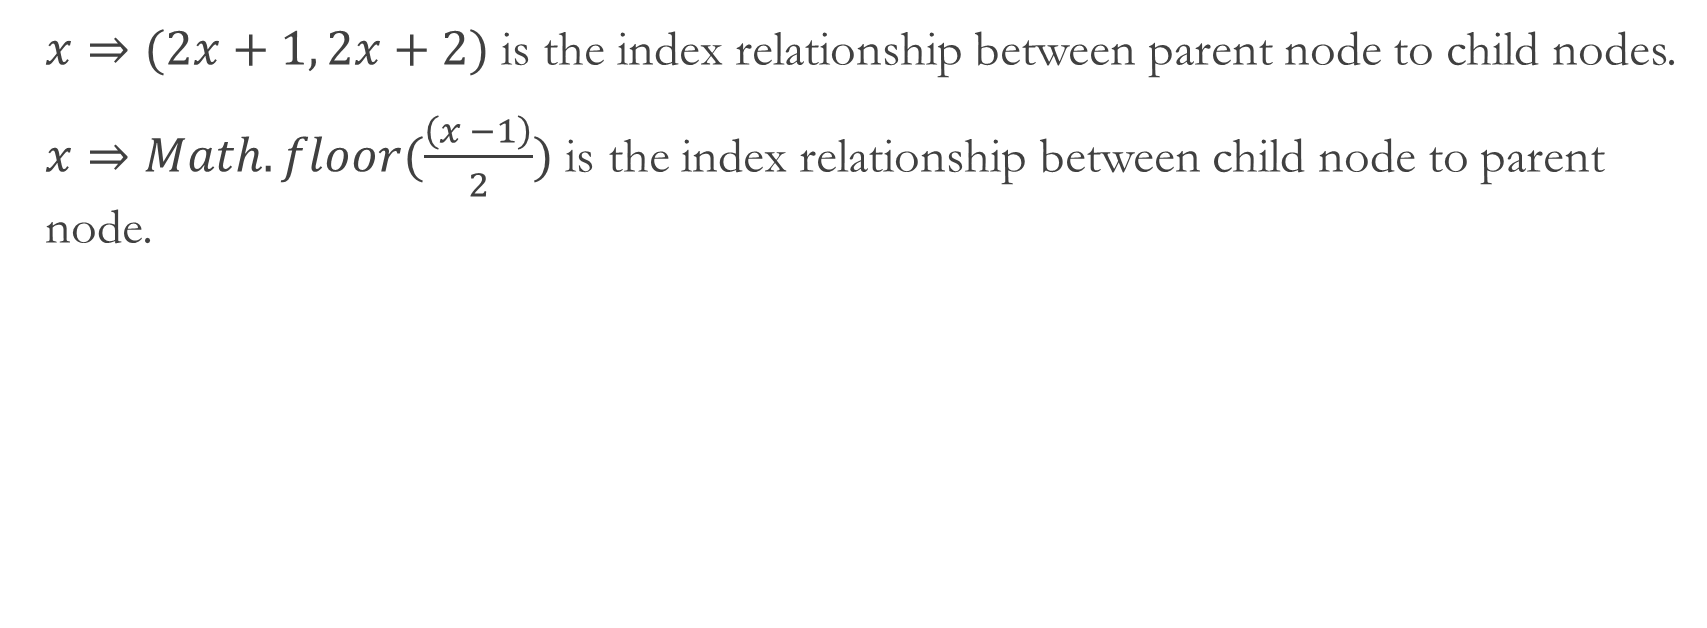 x ⇒ (2x + 1, 2x + 2) is the index relationship between parent node to child nodes.
x ⇒ Math.floor((x −1)/2) is the index relationship between child node to parent
node.